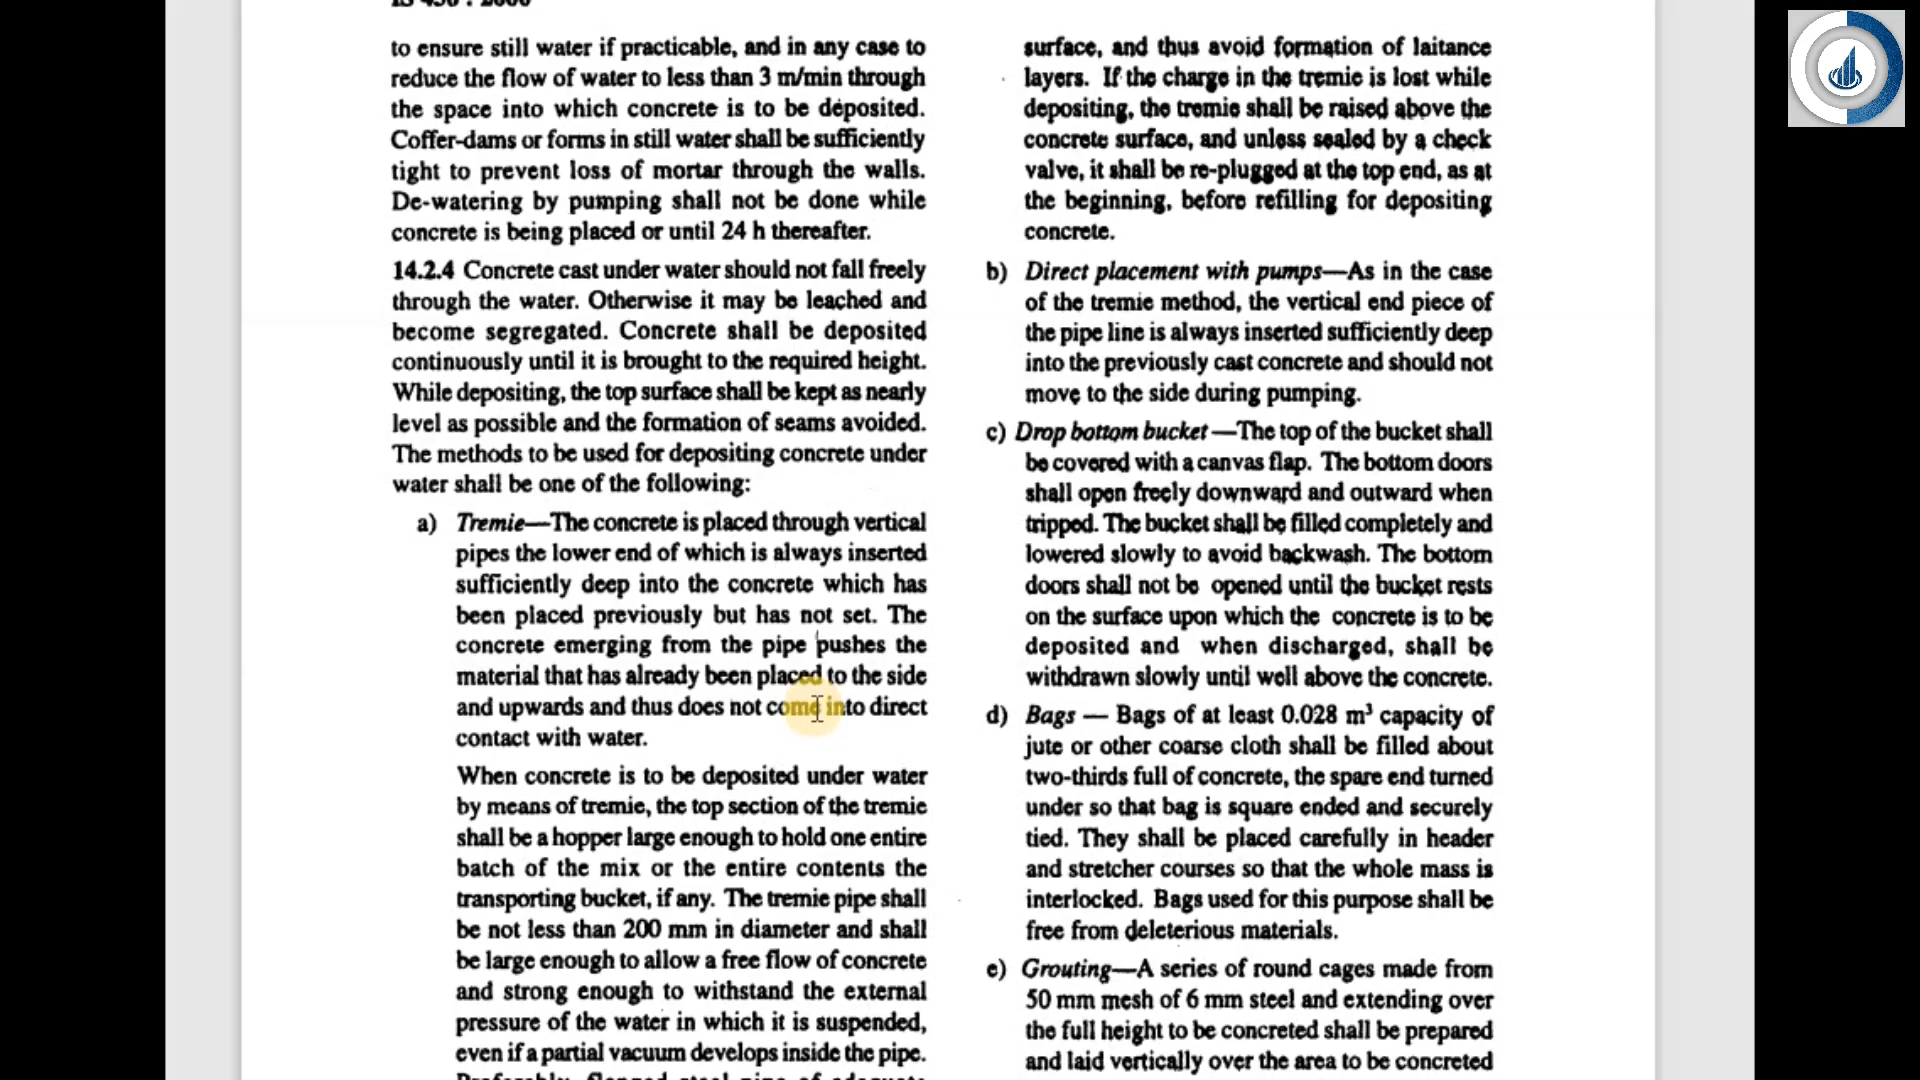 IS 456 : 2000
to ensure still water if practicable, and in any case to
reduce the flow of water to less than 3 m/min through
the space into which concrete is to be deposited.
Coffer-dams or forms in still water shall be sufficiently
tight to prevent loss of mortar through the walls.
De-watering by pumping shall not be done while
concrete is being placed or until 24 h thereafter.
14.2.4 Concrete cast under water should not fall freely
through the water. Otherwise it may be leached and
become segregated. Concrete shall be deposited
continuously until it is brought to the required height.
While depositing, the top surface shall be kept as nearly
level as possible and the formation of seams avoided.
The methods to be used for depositing concrete under
water shall be one of the following:
a) Tremie—The concrete is placed through vertical
pipes the lower end of which is always inserted
sufficiently deep into the concrete which has
been placed previously but has not set. The
concrete emerging from the pipe pushes the
material that has already been placed to the side
and upwards and thus does not come into direct
contact with water.
When concrete is to be deposited under water
by means of tremie, the top section of the tremie
shall be a hopper large enough to hold one entire
batch of the mix or the entire contents the
transporting bucket, if any. The tremie pipe shall
be not less than 200 mm in diameter and shall
be large enough to allow a free flow of concrete
and strong enough to withstand the external
pressure of the water in which it is suspended,
even if a partial vacuum develops inside the pipe.
Preferably, flanged steel pipe of adequate
surface, and thus avoid formation of laitance
layers. If the charge in the tremie is lost while
depositing, the tremie shall be raised above the
concrete surface, and unless sealed by a check
valve, it shall be re-plugged at the top end, as at
the beginning, before refilling for depositing
concrete.
b) Direct placement with pumps—As in the case
of the tremie method, the vertical end piece of
the pipe line is always inserted sufficiently deep
into the previously cast concrete and should not
move to the side during pumping.
c) Drop bottom bucket —The top of the bucket shall
be covered with a canvas flap. The bottom doors
shall open freely downward and outward when
tripped. The bucket shall be filled completely and
lowered slowly to avoid backwash. The bottom
doors shall not be opened until the bucket rests
on the surface upon which the concrete is to be
deposited and when discharged, shall be
withdrawn slowly until well above the concrete.
d) Bags — Bags of at least 0.028 m³ capacity of
jute or other coarse cloth shall be filled about
two-thirds full of concrete, the spare end turned
under so that bag is square ended and securely
tied. They shall be placed carefully in header
and stretcher courses so that the whole mass is
interlocked. Bags used for this purpose shall be
free from deleterious materials.
e) Grouting—A series of round cages made from
50 mm mesh of 6 mm steel and extending over
the full height to be concreted shall be prepared
and laid vertically over the area to be concreted